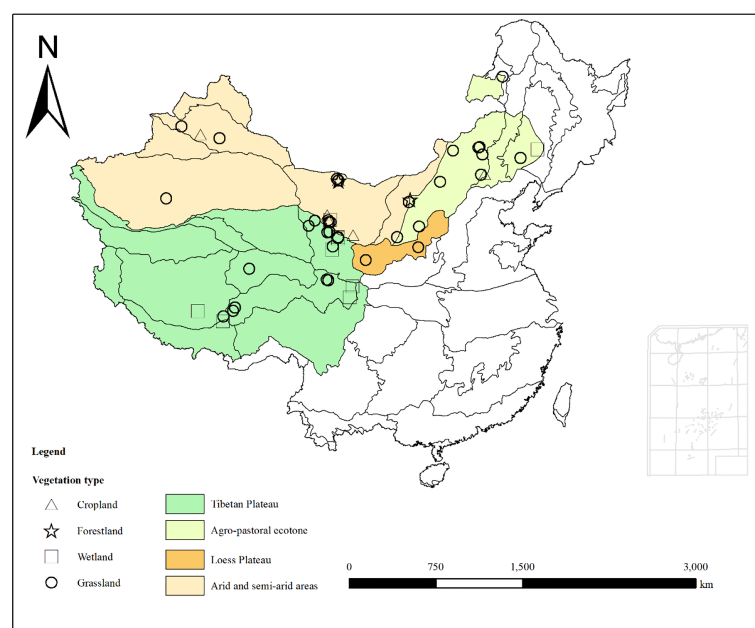 N
Legend
Vegetation type
Cropland
Tibetan Plateau
Forestland
Agro-pastoral ecotone
Wetland
Loess Plateau
Grassland
Arid and semi-arid areas
0 750 1,500 3,000
km